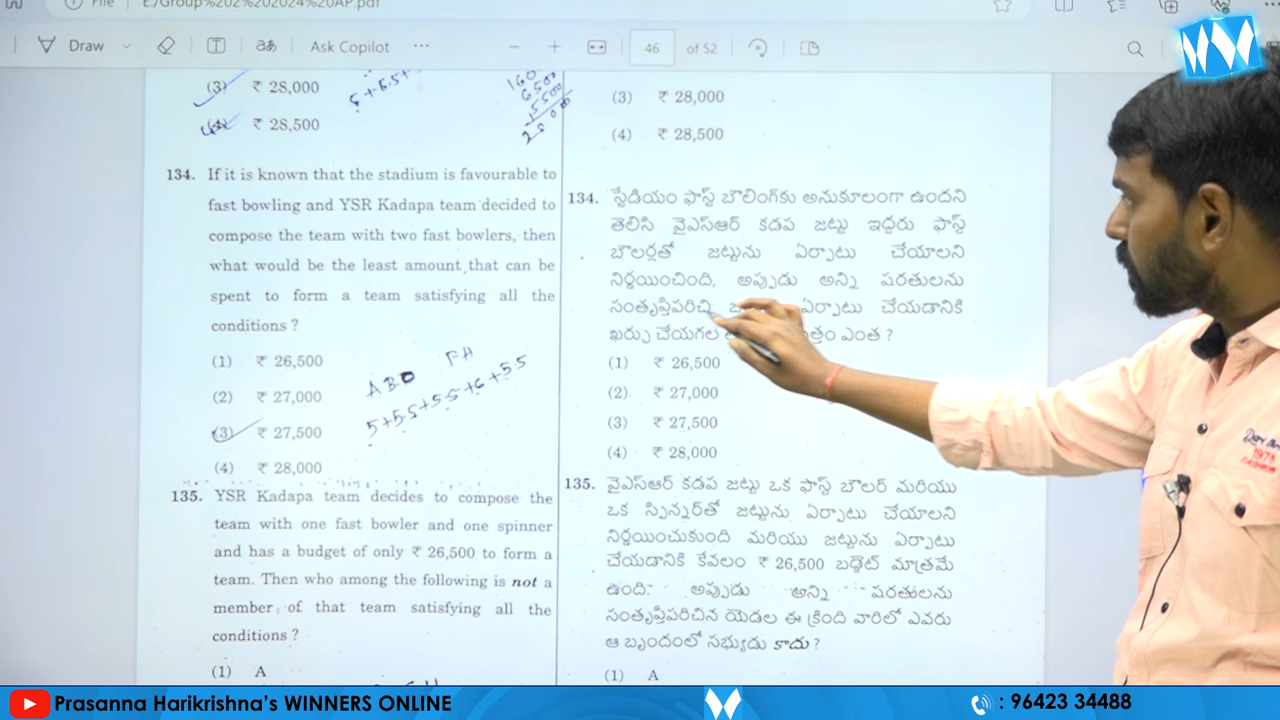 File E:/Group%202%202024%20AP.pdf
Draw
Ask Copilot
46 of 52
(3) ₹ 28,000
₹ 28,500
134. If it is known that the stadium is favourable to
fast bowling and YSR Kadapa team decided to
compose the team with two fast bowlers, then
what would be the least amount that can be
spent to form a team satisfying all the
conditions ?
(1) ₹ 26,500
(2) ₹ 27,000
(3) ₹ 27,500
(4) ₹ 28,000
A B D F H
5+5.5+5.5+6+5.5
135. YSR Kadapa team decides to compose the
team with one fast bowler and one spinner
and has a budget of only ₹ 26,500 to form a
team. Then who among the following is not a
member of that team satisfying all the
conditions ?
(1) A
(3) ₹ 28,000
(4) ₹ 28,500
134. స్టేడియం ఫాస్ట్ బౌలింగ్‌కు అనుకూలంగా ఉందని
తెలిసి వైఎస్ఆర్ కడప జట్టు ఇద్దరు ఫాస్ట్
బౌలర్లతో జట్టును ఏర్పాటు చేయాలని
నిర్ణయించింది, అప్పుడు అన్ని షరతులను
సంతృప్తిపరిచి ఏర్పాటు చేయడానికి
ఖర్చు చేయగల ఎంత ?
(1) ₹ 26,500
(2) ₹ 27,000
(3) ₹ 27,500
(4) ₹ 28,000
135. వైఎస్ఆర్ కడప జట్టు ఒక ఫాస్ట్ బౌలర్ మరియు
ఒక స్పిన్నర్‌తో జట్టును ఏర్పాటు చేయాలని
నిర్ణయించుకుంది మరియు జట్టును ఏర్పాటు
చేయడానికి కేవలం ₹ 26,500 బడ్జెట్ మాత్రమే
ఉంది. అప్పుడు అన్ని షరతులను
సంతృప్తిపరిచిన యెడల ఈ క్రింది వారిలో ఎవరు
ఆ బృందంలో సభ్యుడు కాదు ?
(1) A
Prasanna Harikrishna's WINNERS ONLINE
: 96423 34488